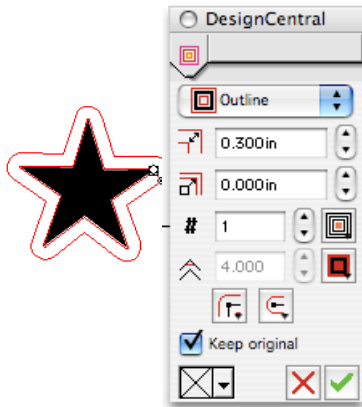 DesignCentral
Outline
0.300in
0.000in
# 1
4.000
Keep original